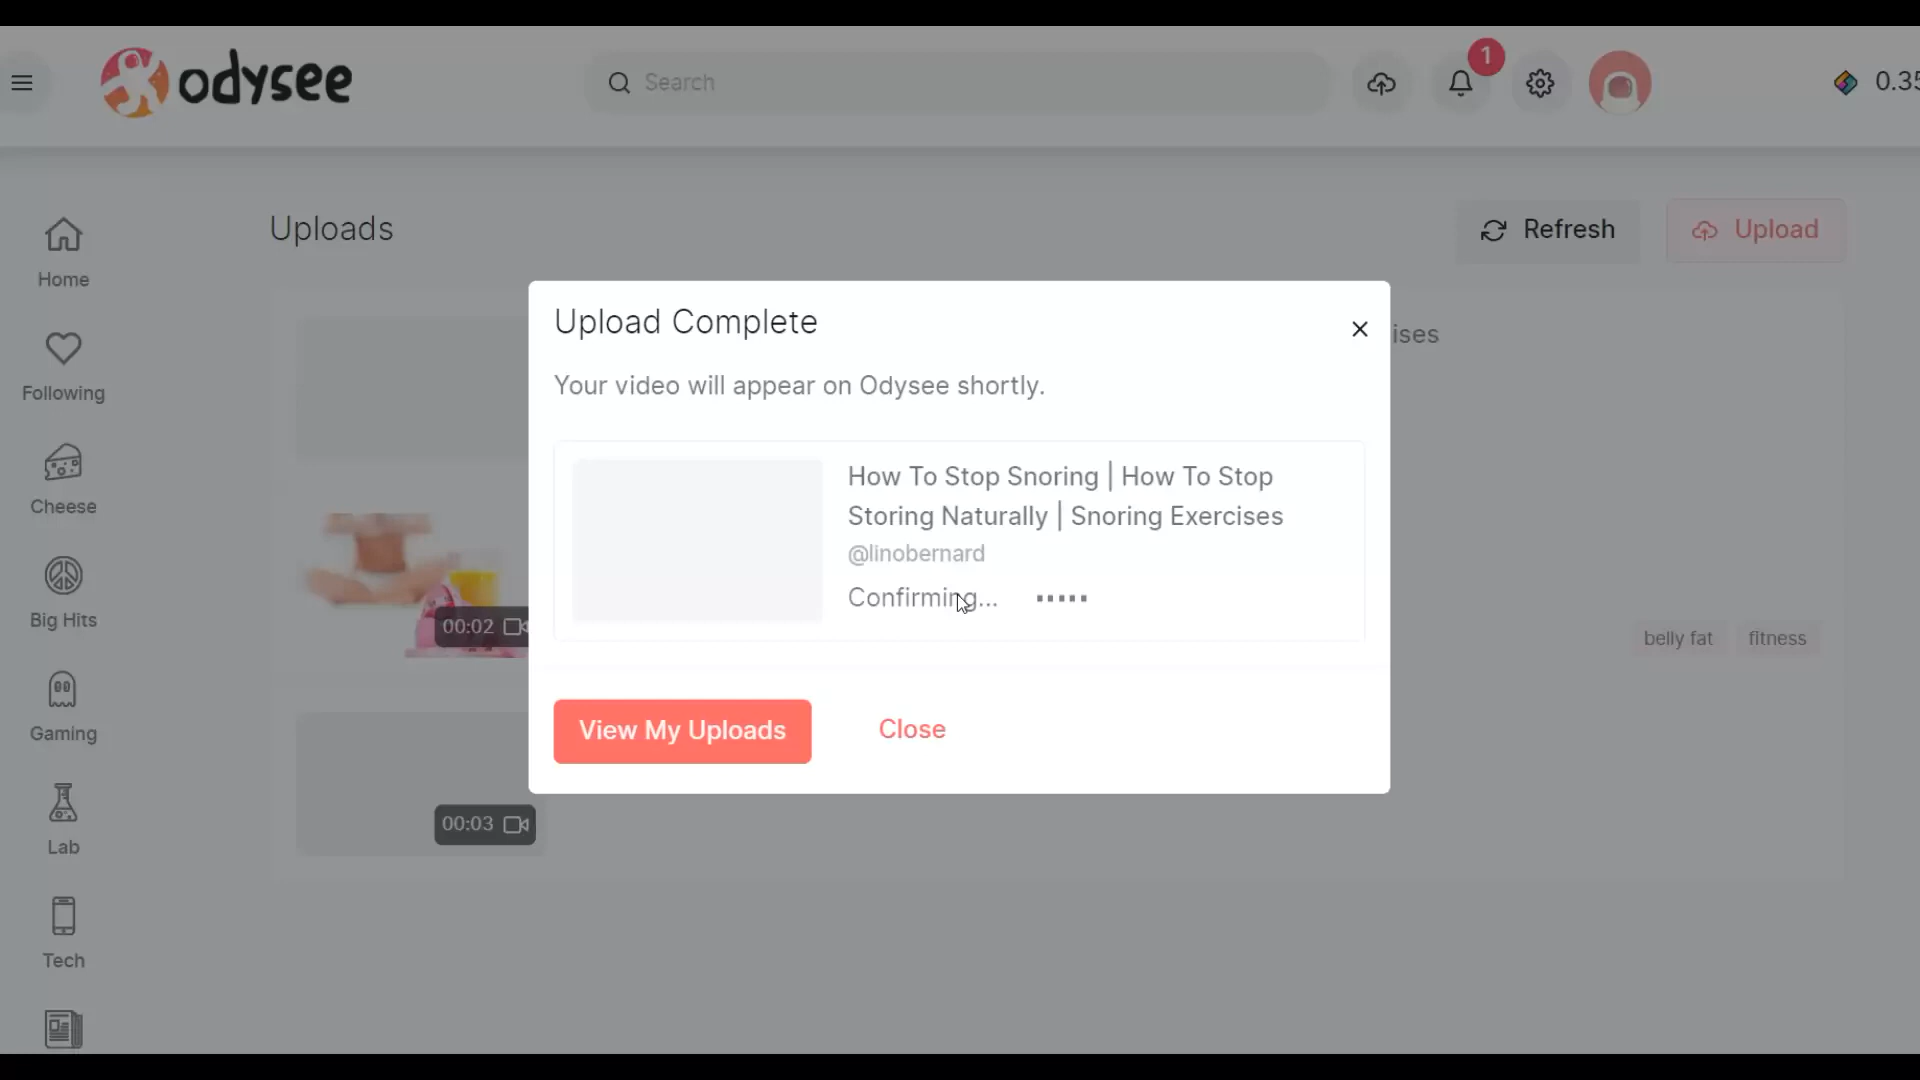 odysee
Search
1
0.35
Uploads
Refresh
Upload
Home
Following
Cheese
Big Hits
Gaming
Lab
Tech
Upload Complete
ises
Your video will appear on Odysee shortly.
How To Stop Snoring | How To Stop
Storing Naturally | Snoring Exercises
@linobernard
Confirming...
00:02
belly fat
fitness
View My Uploads
Close
00:03